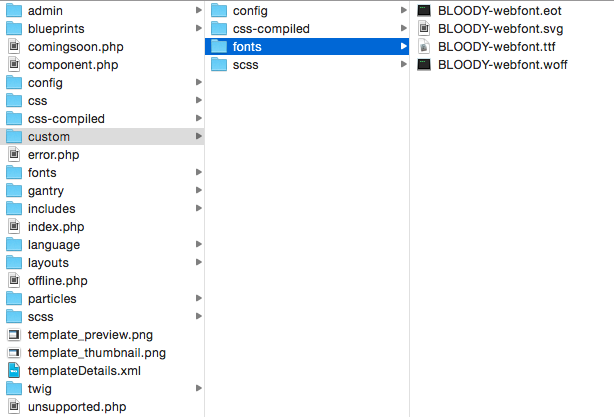 admin
blueprints
comingsoon.php
component.php
config
css
css-compiled
custom
error.php
fonts
gantry
includes
index.php
language
layouts
offline.php
particles
scss
template_preview.png
template_thumbnail.png
templateDetails.xml
twig
unsupported.php
config
css-compiled
fonts
scss
BLOODY-webfont.eot
BLOODY-webfont.svg
BLOODY-webfont.ttf
BLOODY-webfont.woff